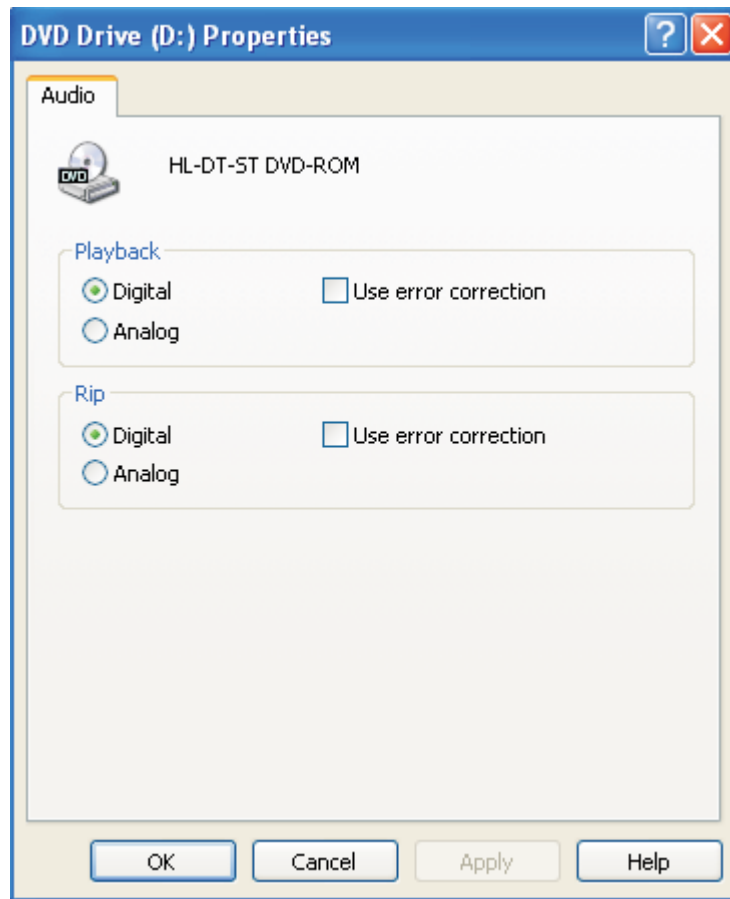 DVD Drive (D:) Properties
Audio
DVD
HL-DT-ST DVD-ROM
Playback
Digital
Use error correction
Analog
Rip
Digital
Use error correction
Analog
OK
Cancel
Apply
Help